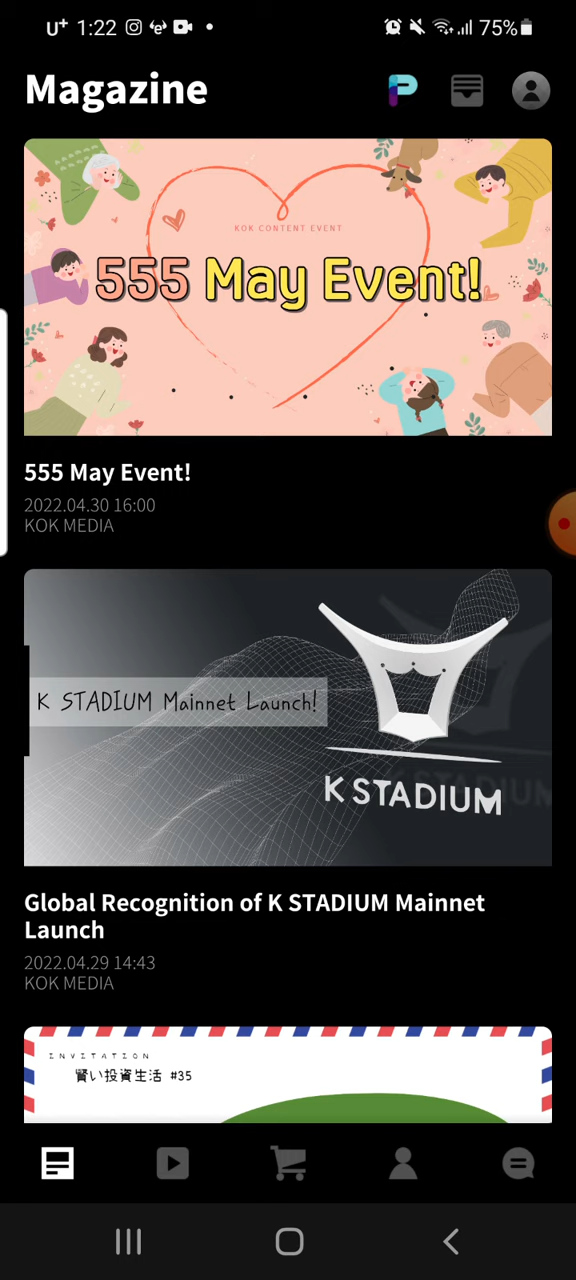 U+ 1:22 75%
Magazine
KOK CONTENT EVENT
555 May Event!
555 May Event!
2022.04.30 16:00
KOK MEDIA
K STADIUM Mainnet Launch!
K STADIUM
Global Recognition of K STADIUM Mainnet
Launch
2022.04.29 14:43
KOK MEDIA
INVITATION
賢い投資生活 #35